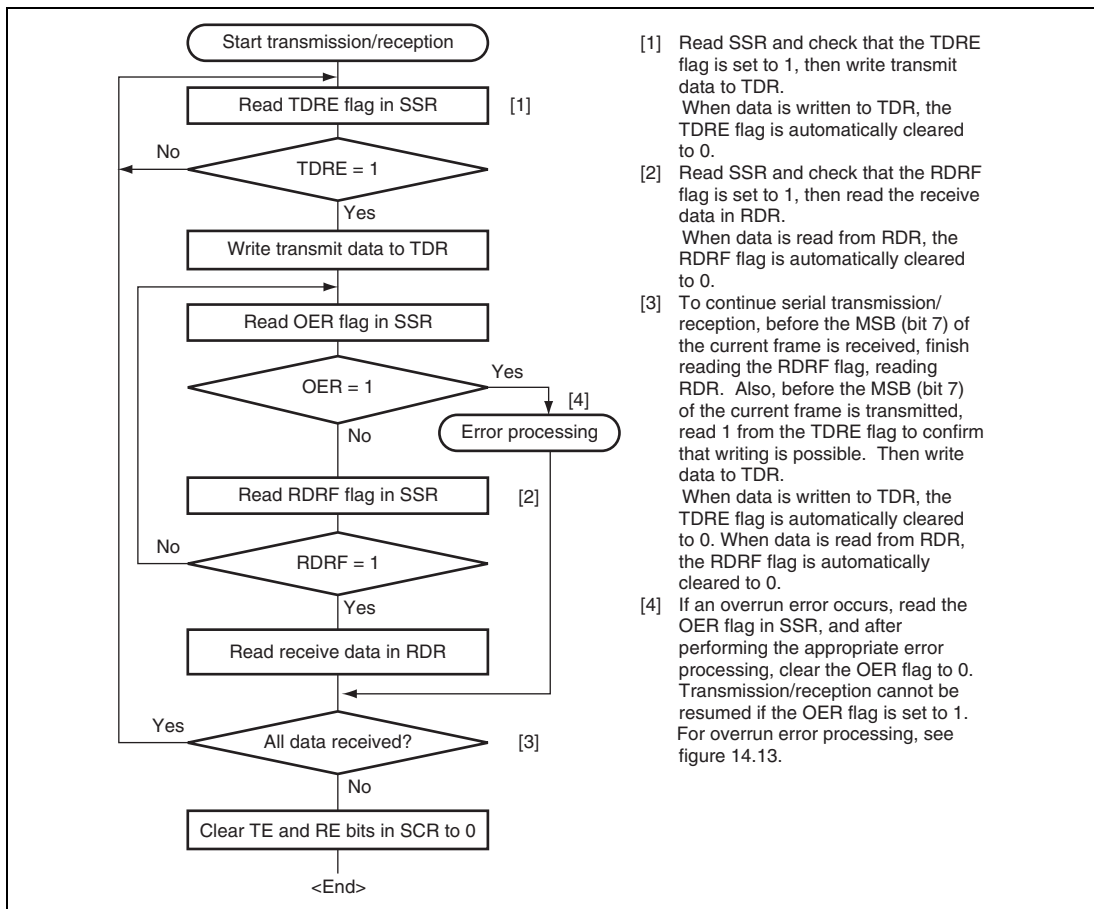 Start transmission/reception
Read TDRE flag in SSR
[1]
No
TDRE = 1
Yes
Write transmit data to TDR
Read OER flag in SSR
Yes
OER = 1
[4]
No
Error processing
Read RDRF flag in SSR
[2]
No
RDRF = 1
Yes
Read receive data in RDR
Yes
All data received?
[3]
No
Clear TE and RE bits in SCR to 0
<End>
[1] Read SSR and check that the TDRE
flag is set to 1, then write transmit
data to TDR.
When data is written to TDR, the
TDRE flag is automatically cleared
to 0.
[2] Read SSR and check that the RDRF
flag is set to 1, then read the receive
data in RDR.
When data is read from RDR, the
RDRF flag is automatically cleared
to 0.
[3] To continue serial transmission/
reception, before the MSB (bit 7) of
the current frame is received, finish
reading the RDRF flag, reading
RDR. Also, before the MSB (bit 7)
of the current frame is transmitted,
read 1 from the TDRE flag to confirm
that writing is possible. Then write
data to TDR.
When data is written to TDR, the
TDRE flag is automatically cleared
to 0. When data is read from RDR,
the RDRF flag is automatically
cleared to 0.
[4] If an overrun error occurs, read the
OER flag in SSR, and after
performing the appropriate error
processing, clear the OER flag to 0.
Transmission/reception cannot be
resumed if the OER flag is set to 1.
For overrun error processing, see
figure 14.13.